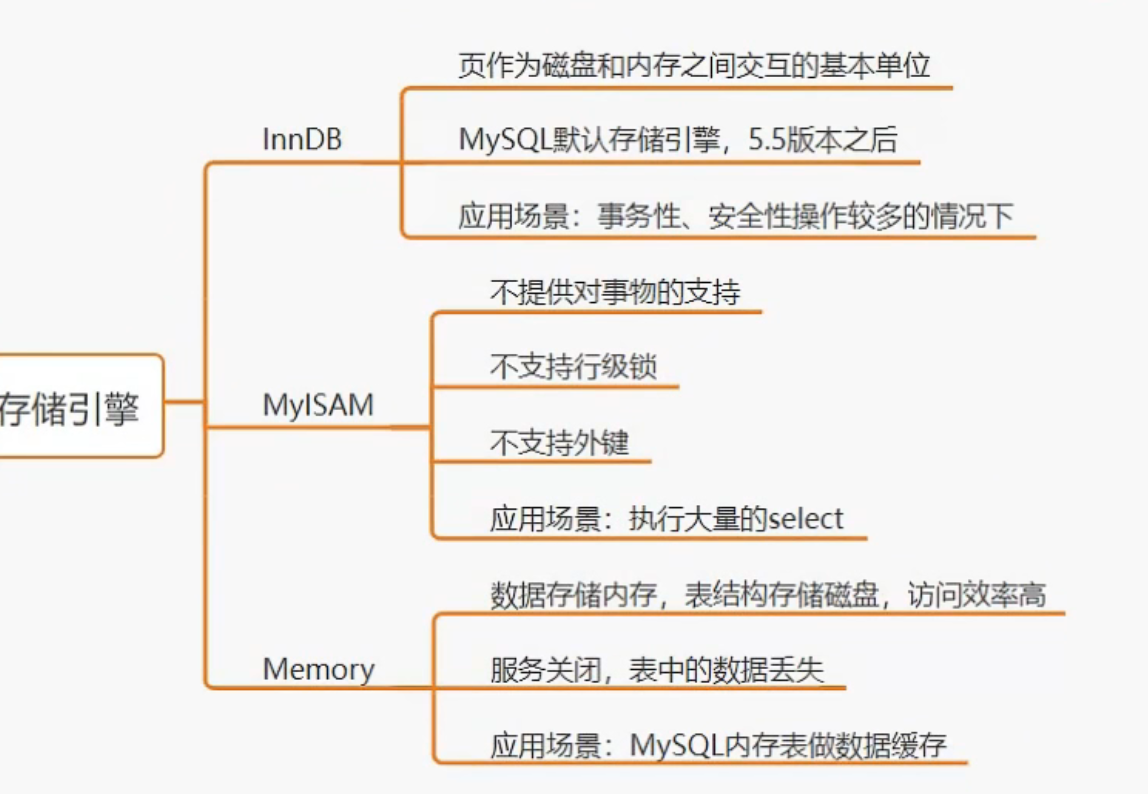 存储引擎
InnDB
页作为磁盘和内存之间交互的基本单位
MySQL默认存储引擎，5.5版本之后
应用场景：事务性、安全性操作较多的情况下
MyISAM
不提供对事物的支持
不支持行级锁
不支持外键
应用场景：执行大量的select
Memory
数据存储内存，表结构存储磁盘，访问效率高
服务关闭，表中的数据丢失
应用场景：MySQL内存表做数据缓存